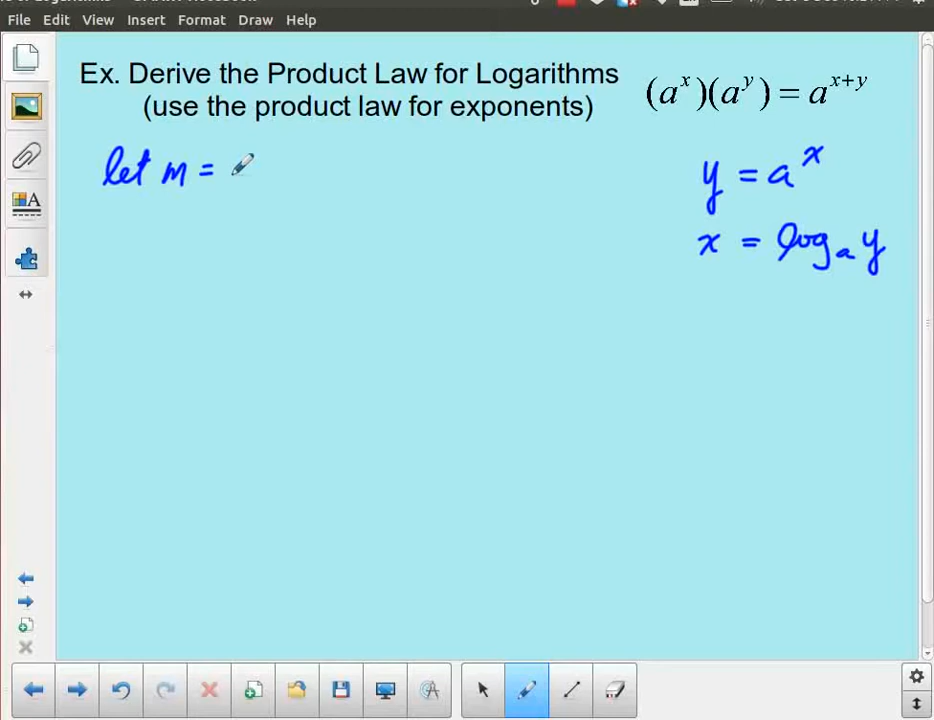 File Edit View Insert Format Draw Help
Ex. Derive the Product Law for Logarithms
(use the product law for exponents)
(a^x)(a^y) = a^{x+y}
let m =
y = a^x
x = log_a y